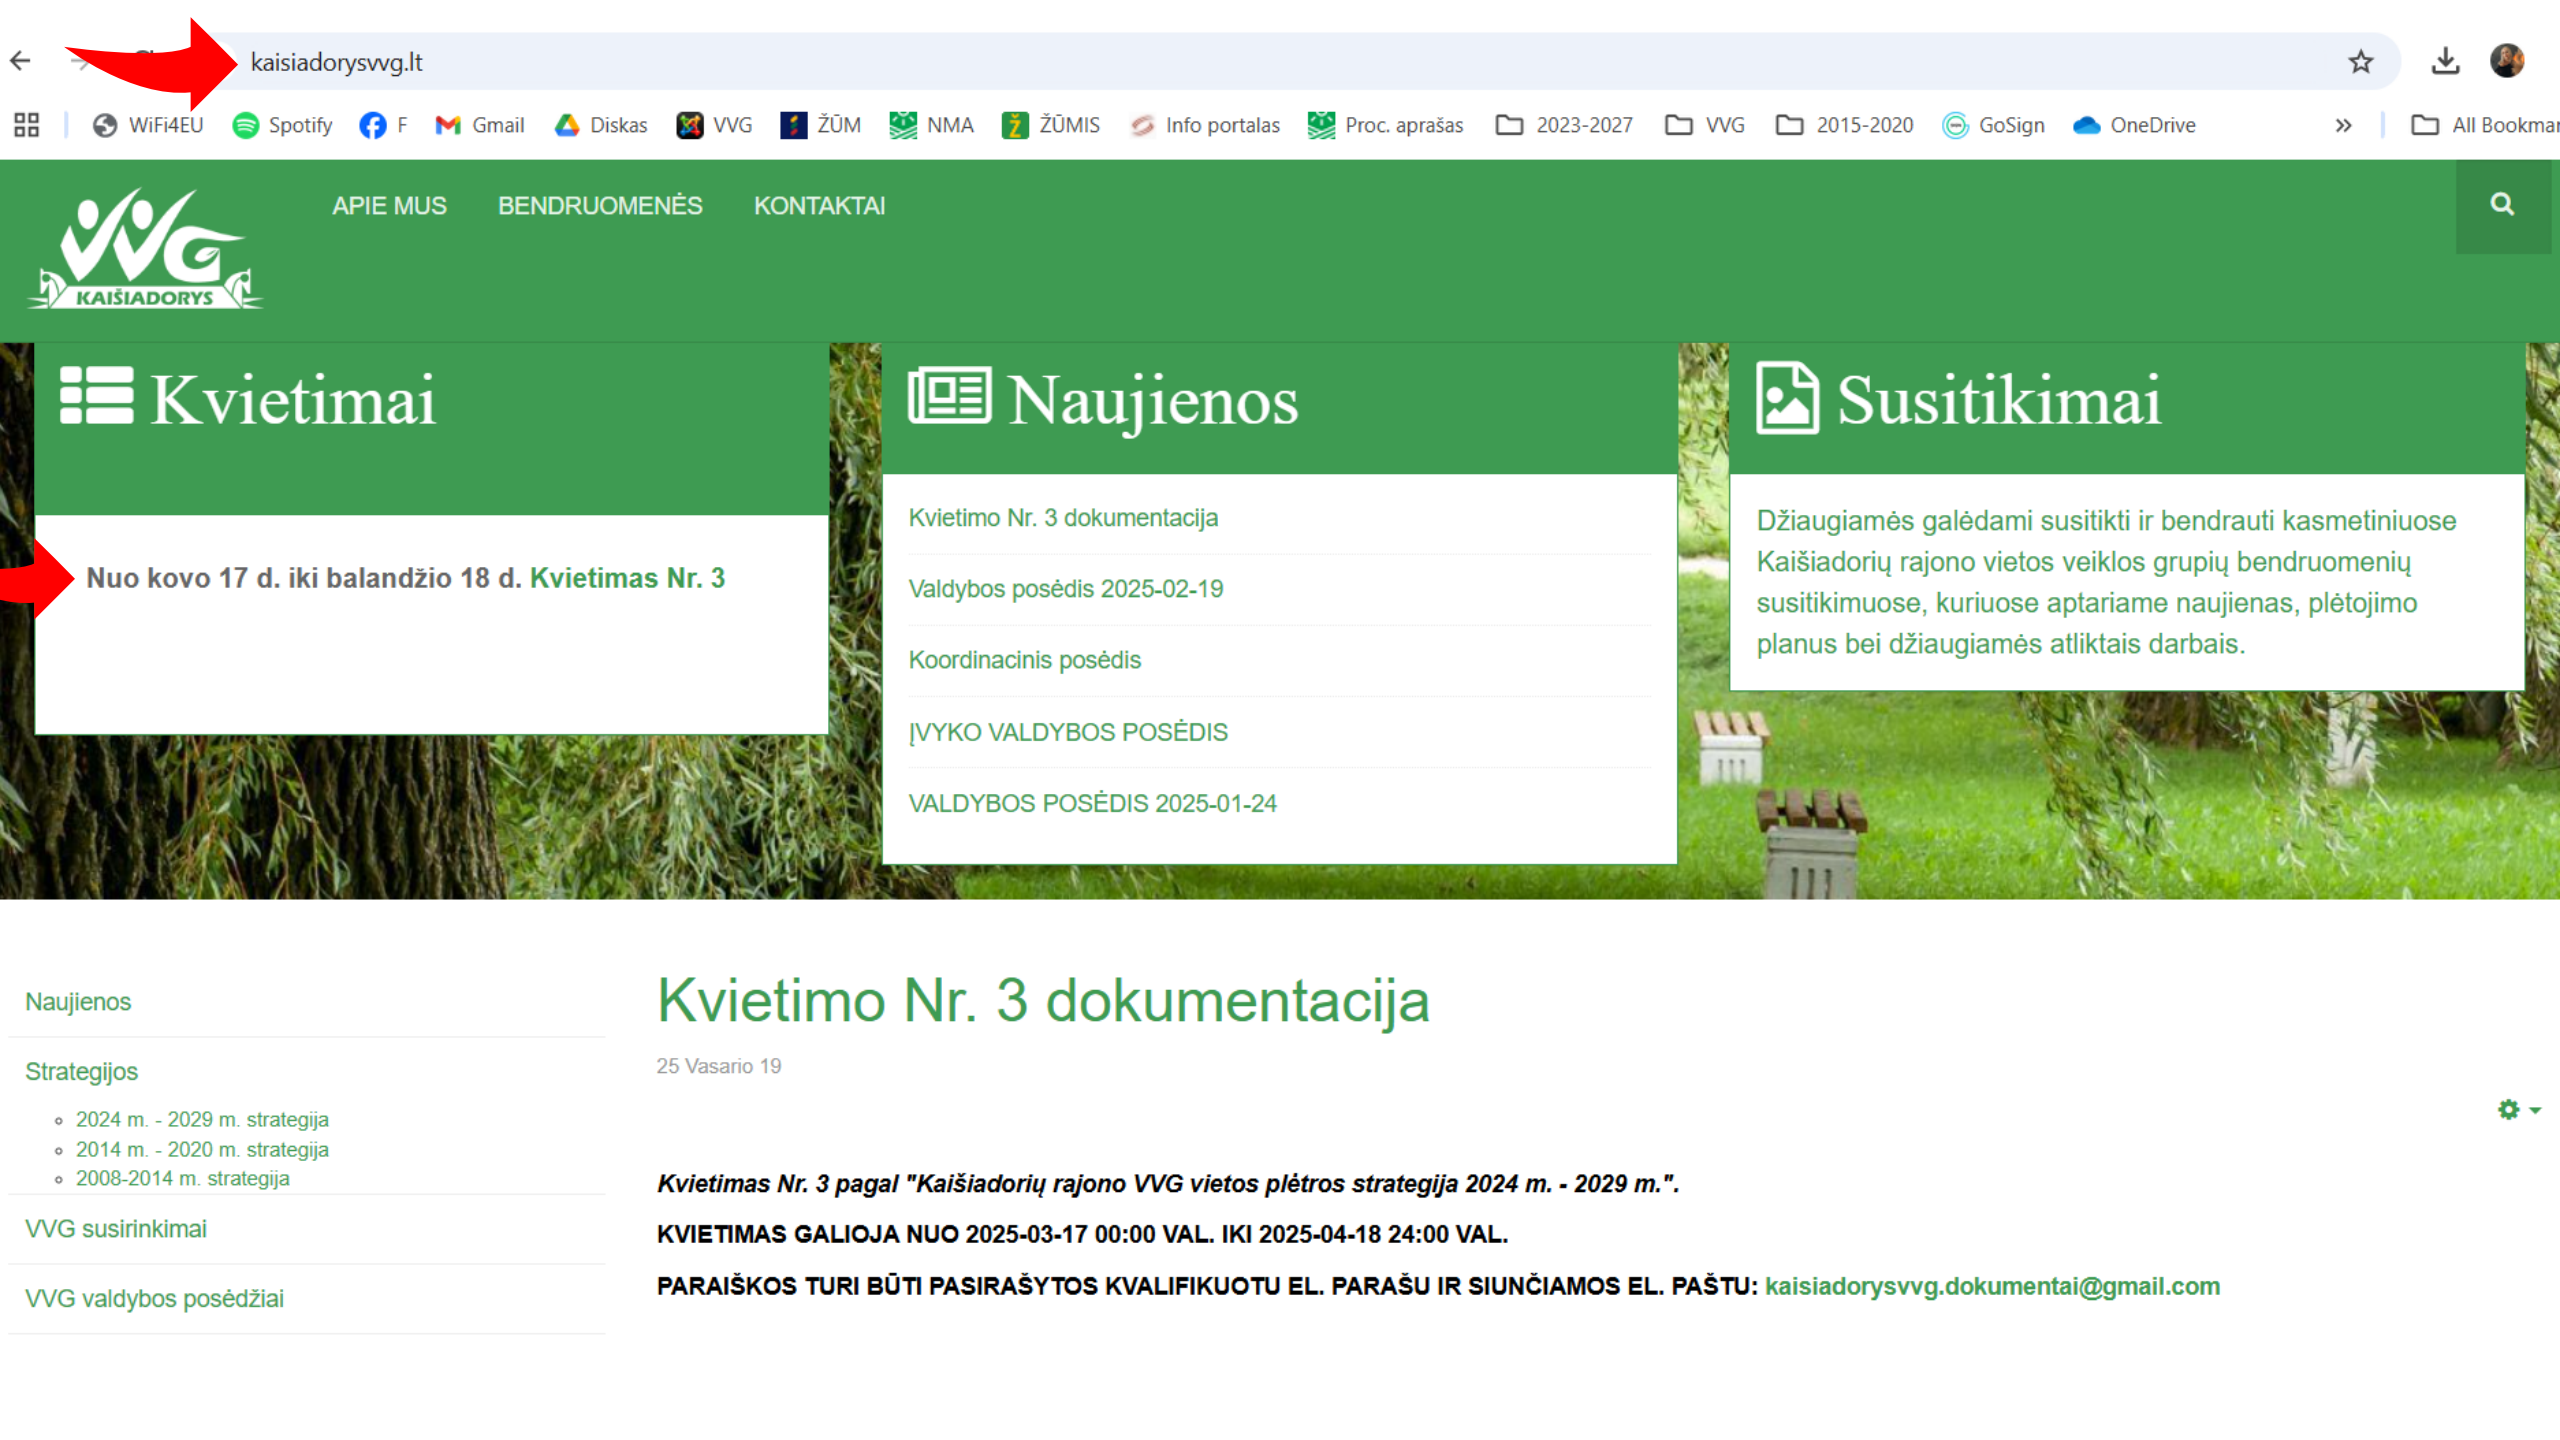 kaisiadorysvvg.lt
WiFi4EU Spotify F Gmail Diskas VVG ŽŪM NMA ŽŪMIS Info portalas Proc. aprašas 2023-2027 VVG 2015-2020 GoSign OneDrive » All Bookmar
VVG KAIŠIADORYS
APIE MUS BENDRUOMENĖS KONTAKTAI
Kvietimai
Nuo kovo 17 d. iki balandžio 18 d. Kvietimas Nr. 3
Naujienos
Kvietimo Nr. 3 dokumentacija
Valdybos posėdis 2025-02-19
Koordinacinis posėdis
ĮVYKO VALDYBOS POSĖDIS
VALDYBOS POSĖDIS 2025-01-24
Susitikimai
Džiaugiamės galėdami susitikti ir bendrauti kasmetiniuose
Kaišiadorių rajono vietos veiklos grupių bendruomenių
susitikimuose, kuriuose aptariame naujienas, plėtojimo
planus bei džiaugiamės atliktais darbais.
Naujienos
Strategijos
2024 m. - 2029 m. strategija
2014 m. - 2020 m. strategija
2008-2014 m. strategija
VVG susirinkimai
VVG valdybos posėdžiai
Kvietimo Nr. 3 dokumentacija
25 Vasario 19
Kvietimas Nr. 3 pagal "Kaišiadorių rajono VVG vietos plėtros strategija 2024 m. - 2029 m.".
KVIETIMAS GALIOJA NUO 2025-03-17 00:00 VAL. IKI 2025-04-18 24:00 VAL.
PARAIŠKOS TURI BŪTI PASIRAŠYTOS KVALIFIKUOTU EL. PARAŠU IR SIUNČIAMOS EL. PAŠTU: kaisiadorysvvg.dokumentai@gmail.com